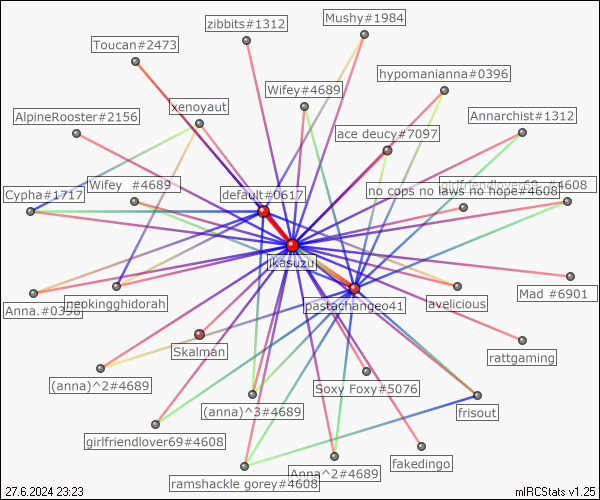 Mushy#1984
zibbits#1312
Toucan#2473
hypomanianna#0396
Wifey#4689
xenoyaut
AlpineRooster#2156
Annarchist#1312
ace deucy#7097
Wifey  #4689
no cops no laws no hope#4608
#4608
Cypha#1717
default#0617
jkasuzu
Mad #6901
Anna.#0396
neokingghidorah
pastachangeo41
avelicious
Skalman
rattgaming
(anna)^2#4689
Soxy Foxy#5076
(anna)^3#4689
frisout
girlfriendlover69#4608
fakedingo
Anna^2#4689
ramshackle gorey#4608
27.6.2024 23:23
mIRCStats v1.25